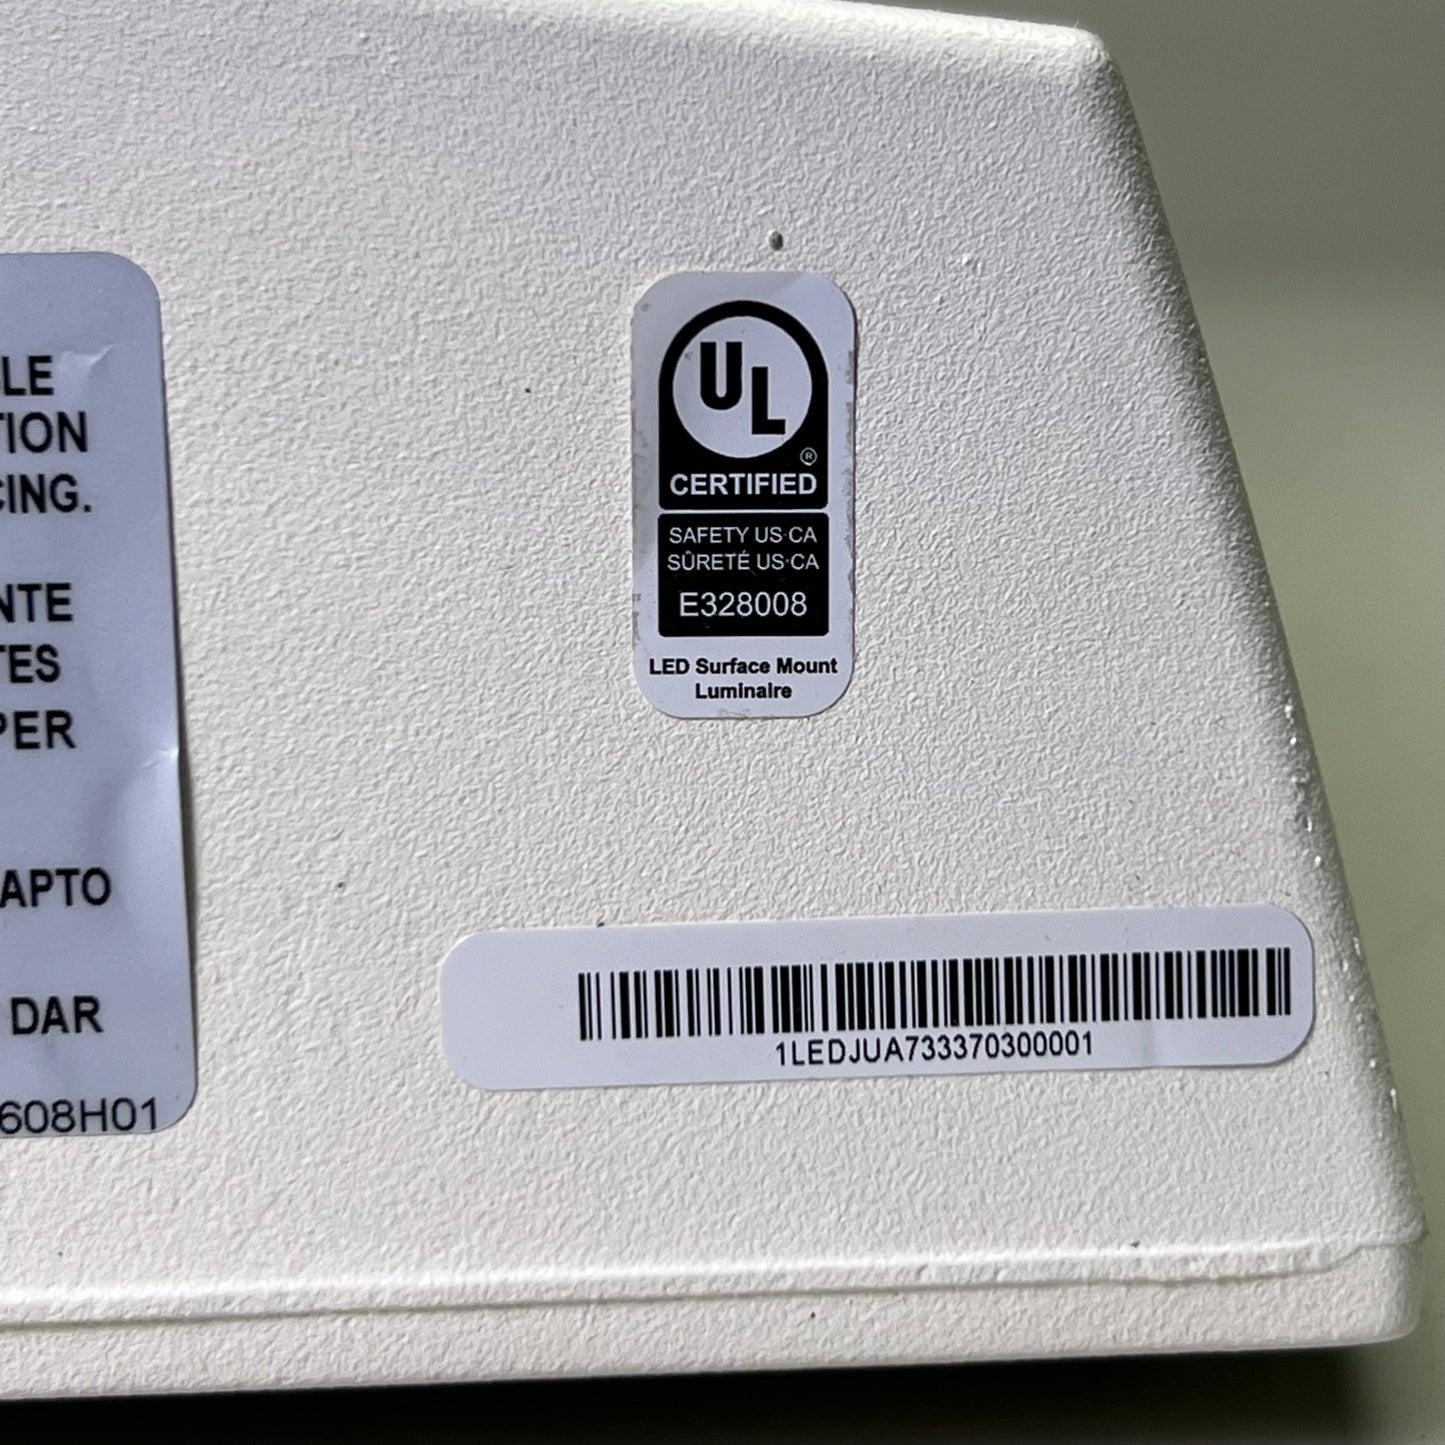 LE
TION
CING.
NTE
TES
PER
APTO
DAR
608H01
UL
®
CERTIFIED
SAFETY US·CA
SÛRETÉ US·CA
E328008
LED Surface Mount
Luminaire
1LEDJUA733370300001